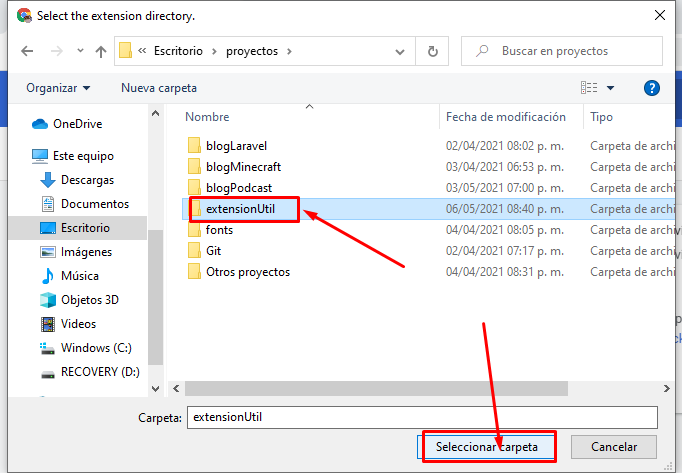 Select the extension directory.
« Escritorio > proyectos >
Buscar en proyectos
Organizar
Nueva carpeta
OneDrive
Este equipo
Descargas
Documentos
Escritorio
Imágenes
Música
Objetos 3D
Videos
Windows (C:)
RECOVERY (D:)
Nombre Fecha de modificación Tipo
blogLaravel 02/04/2021 08:02 p. m. Carpeta de archi
blogMinecraft 03/04/2021 06:53 p. m. Carpeta de archi
blogPodcast 03/05/2021 07:00 p. m. Carpeta de archi
extensionUtil 06/05/2021 08:40 p. m. Carpeta de archi
fonts 04/04/2021 08:05 p. m. Carpeta de archi
Git 02/04/2021 07:17 p. m. Carpeta de archi
Otros proyectos 04/04/2021 08:31 p. m. Carpeta de archi
Carpeta: extensionUtil
Seleccionar carpeta Cancelar